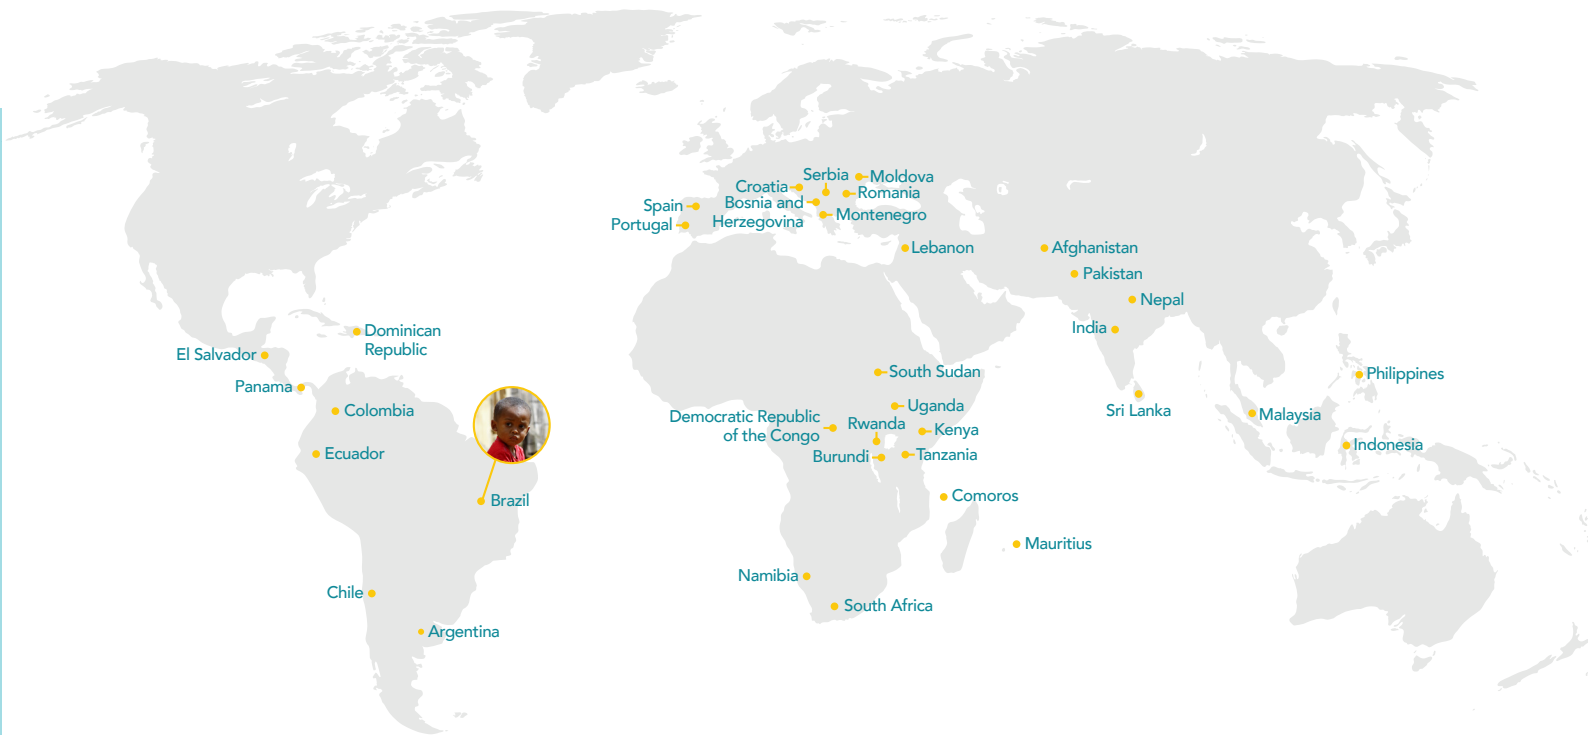 Serbia
Moldova
Croatia
Romania
Bosnia and
Herzegovina
Spain
Montenegro
Portugal
Lebanon
Afghanistan
Pakistan
Nepal
India
Dominican
Republic
El Salvador
Panama
South Sudan
Philippines
Colombia
Uganda
Sri Lanka
Malaysia
Democratic Republic
of the Congo
Rwanda
Kenya
Indonesia
Ecuador
Burundi
Tanzania
Brazil
Comoros
Mauritius
Namibia
Chile
South Africa
Argentina